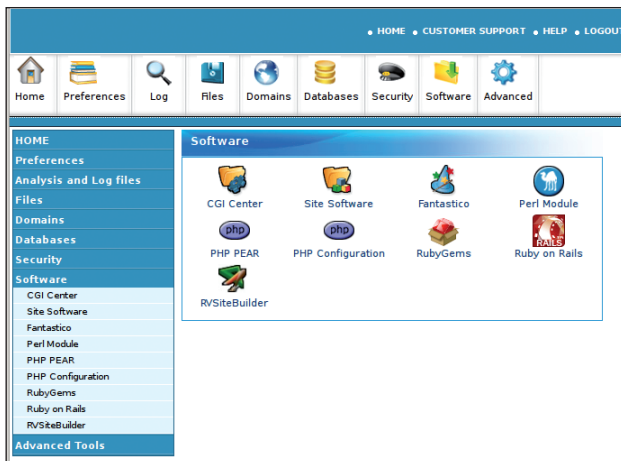 HOME CUSTOMER SUPPORT HELP LOGOUT
Home Preferences Log Files Domains Databases Security Software Advanced
HOME
Preferences
Analysis and Log files
Files
Domains
Databases
Security
Software
CGI Center
Site Software
Fantastico
Perl Module
PHP PEAR
PHP Configuration
RubyGems
Ruby on Rails
RVSiteBuilder
Advanced Tools
Software
CGI Center Site Software Fantastico Perl Module
php php RAILS
PHP PEAR PHP Configuration RubyGems Ruby on Rails
RVSiteBuilder